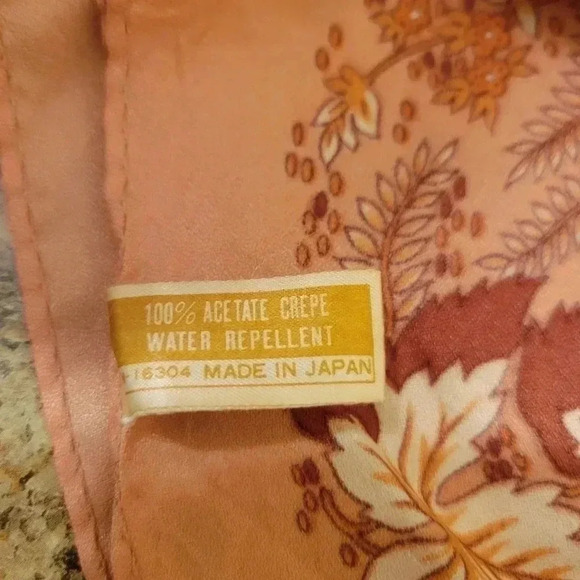 100% ACETATE CREPE
WATER REPELLENT
16304 MADE IN JAPAN